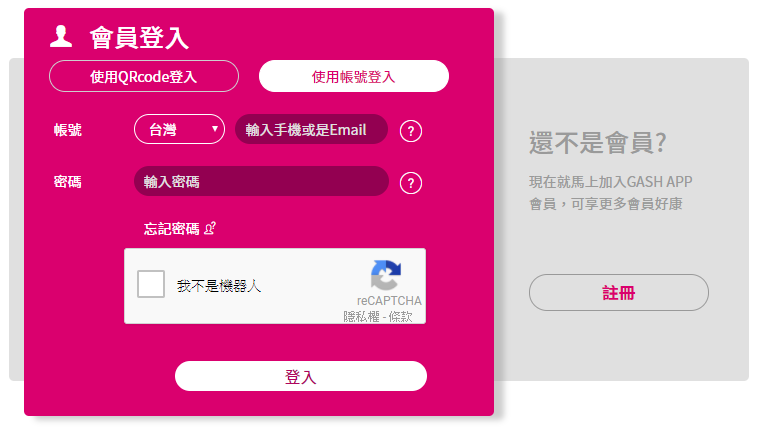 會員登入
使用QRcode登入
使用帳號登入
帳號
台灣
輸入手機或是Email
?
密碼
輸入密碼
?
忘記密碼
我不是機器人
reCAPTCHA
隱私權 - 條款
登入
還不是會員?
現在就馬上加入GASH APP
會員，可享更多會員好康
註冊